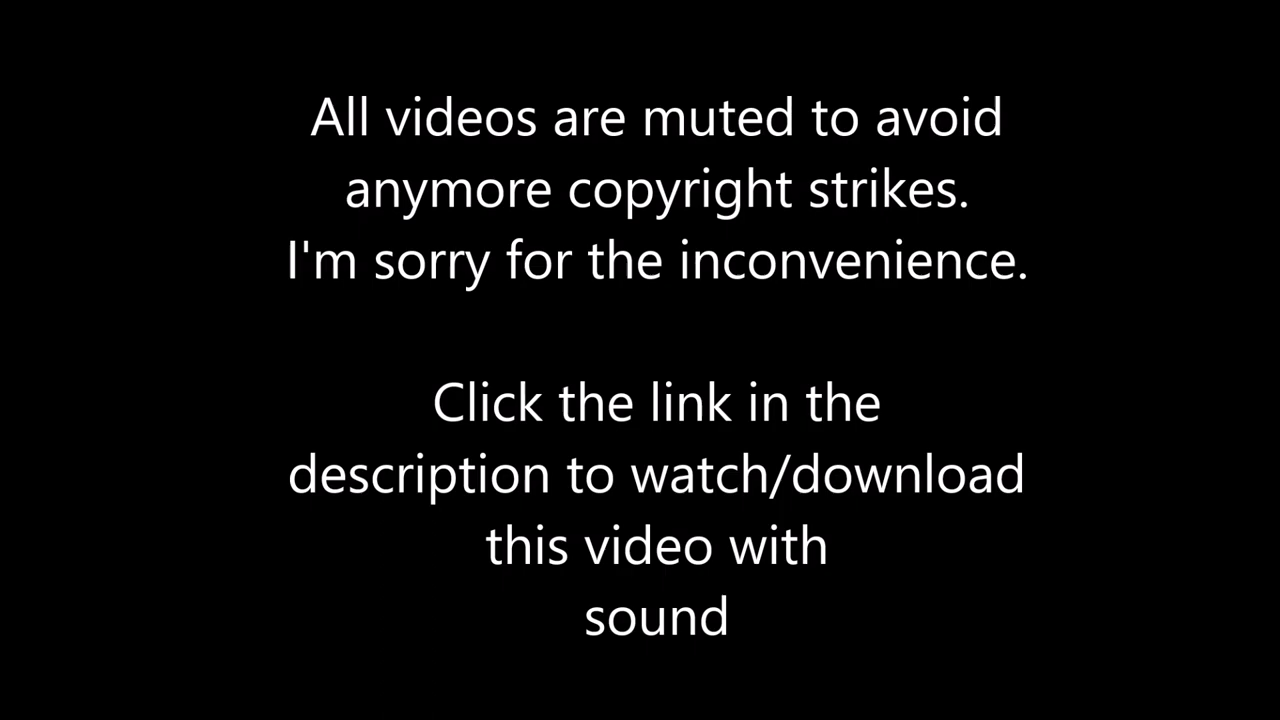 All videos are muted to avoid
anymore copyright strikes.
I'm sorry for the inconvenience.
Click the link in the
description to watch/download
this video with
sound